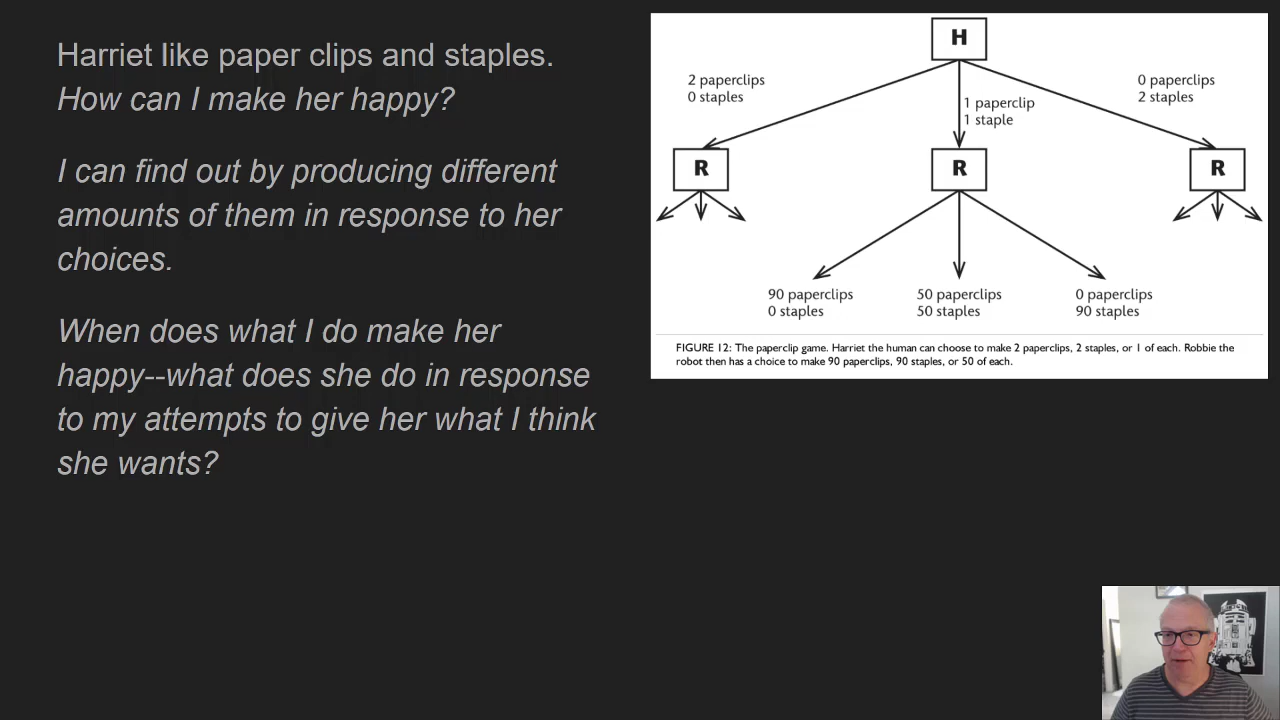 Harriet like paper clips and staples.
How can I make her happy?
I can find out by producing different
amounts of them in response to her
choices.
When does what I do make her
happy--what does she do in response
to my attempts to give her what I think
she wants?
H
2 paperclips
0 staples
1 paperclip
1 staple
0 paperclips
2 staples
R
R
R
90 paperclips
0 staples
50 paperclips
50 staples
0 paperclips
90 staples
FIGURE 12: The paperclip game. Harriet the human can choose to make 2 paperclips, 2 staples, or 1 of each. Robbie the
robot then has a choice to make 90 paperclips, 90 staples, or 50 of each.